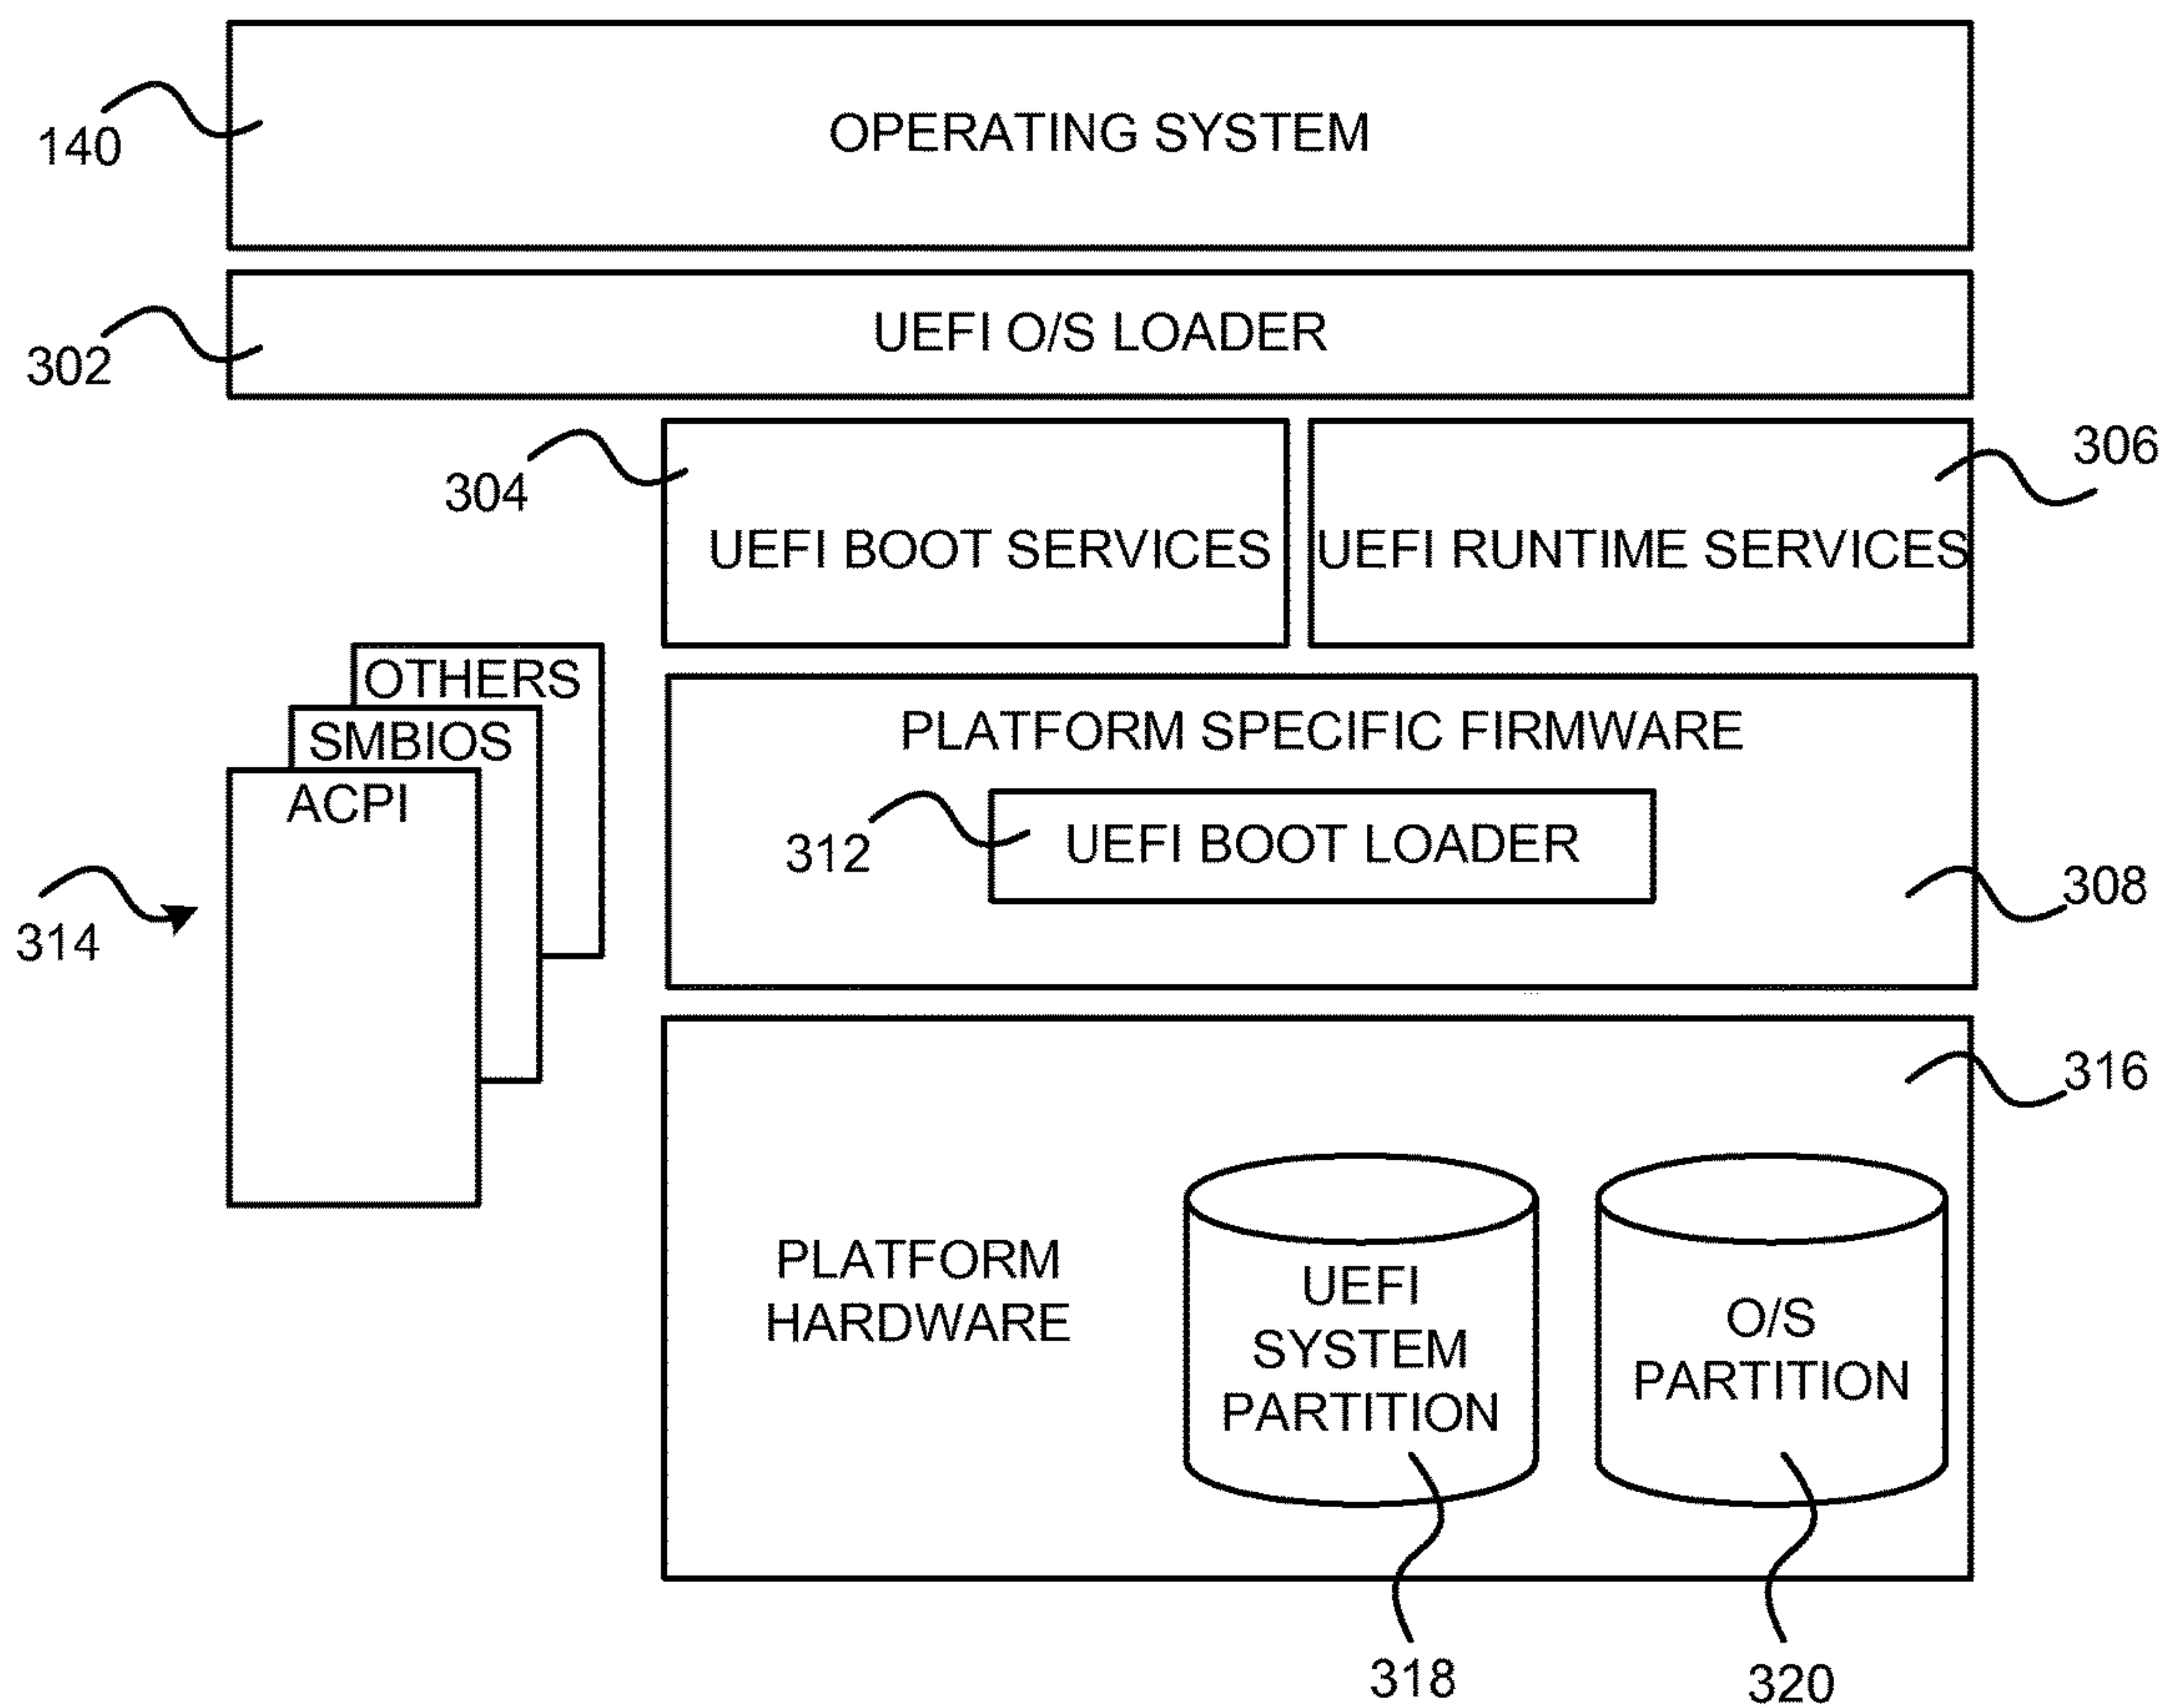 OPERATING SYSTEM
140
UEFI O/S LOADER
302
304
UEFI BOOT SERVICES
UEFI RUNTIME SERVICES
306
OTHERS
SMBIOS
ACPI
314
PLATFORM SPECIFIC FIRMWARE
312
UEFI BOOT LOADER
308
316
PLATFORM
HARDWARE
UEFI
SYSTEM
PARTITION
O/S
PARTITION
318
320